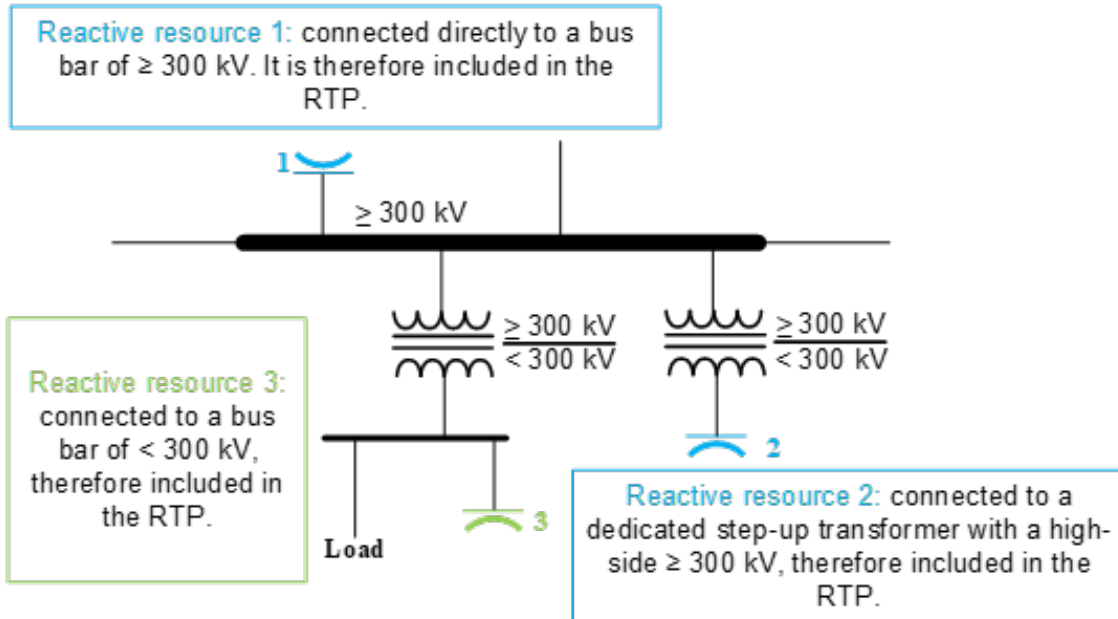 Reactive resource 1: connected directly to a bus
bar of ≥ 300 kV. It is therefore included in the
RTP.
1
≥ 300 kV
≥ 300 kV
< 300 kV
≥ 300 kV
< 300 kV
Reactive resource 3:
connected to a bus
bar of < 300 kV,
therefore included in
the RTP.
2
3
Load
Reactive resource 2: connected to a
dedicated step-up transformer with a high-
side ≥ 300 kV, therefore included in the
RTP.